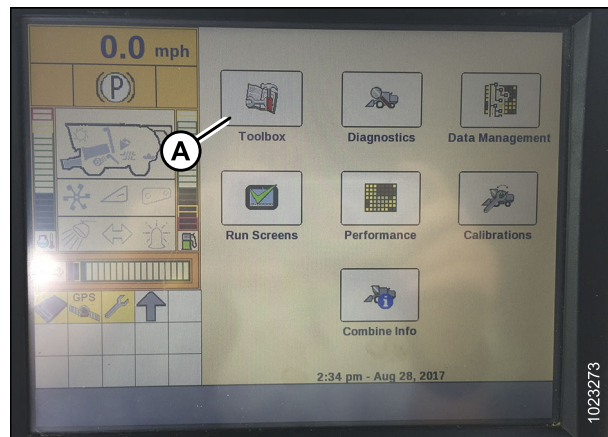 0.0 mph
P
A
Toolbox
Diagnostics
Data Management
Run Screens
Performance
Calibrations
GPS
Combine Info
2:34 pm - Aug 28, 2017
1023273